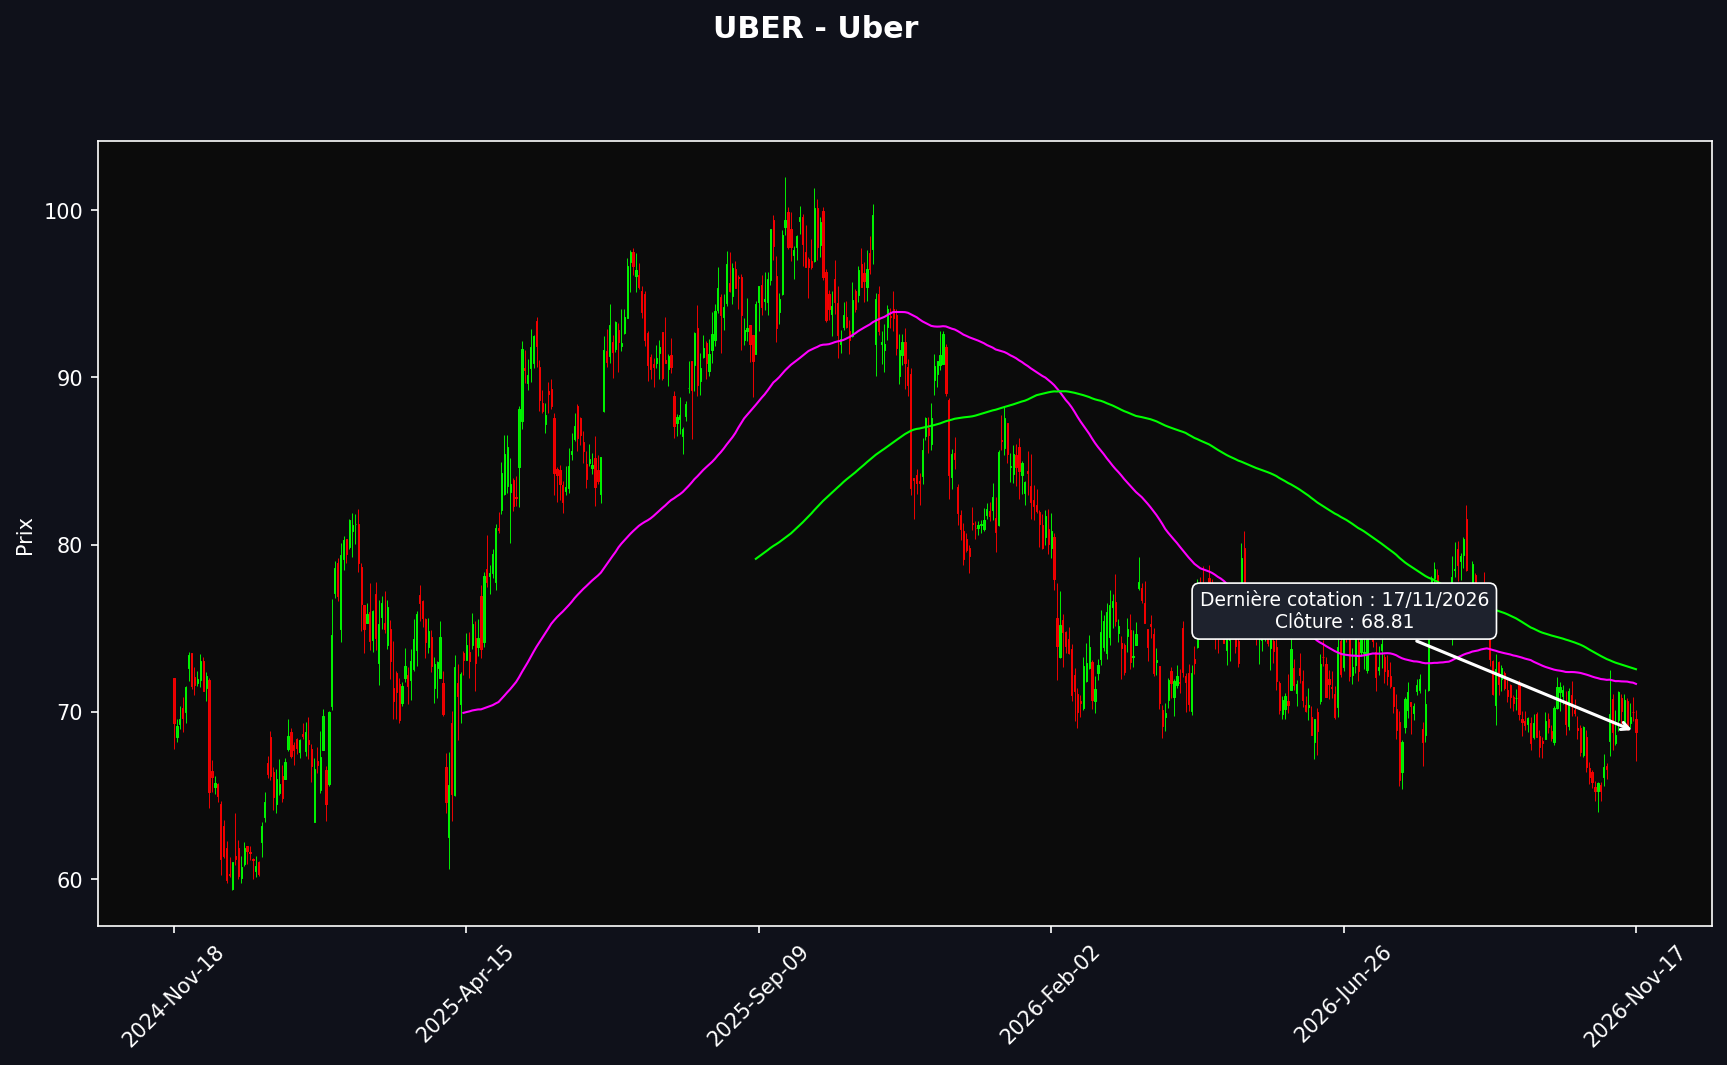 UBER - Uber
Prix
100
90
80
70
60
Dernière cotation : 17/11/2026
Clôture : 68.81
2024-Nov-18
2025-Apr-15
2025-Sep-09
2026-Feb-02
2026-Jun-26
2026-Nov-17